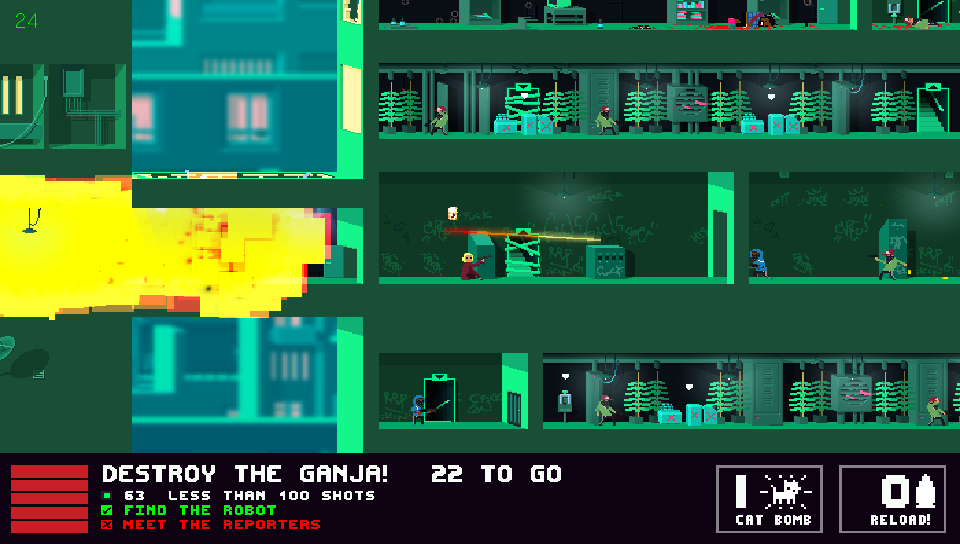 24
DESTROY THE GANJA! 22 TO GO
63 LESS THAN 100 SHOTS
FIND THE ROBOT
MEET THE REPORTERS
1
CAT BOMB
0
RELOAD!